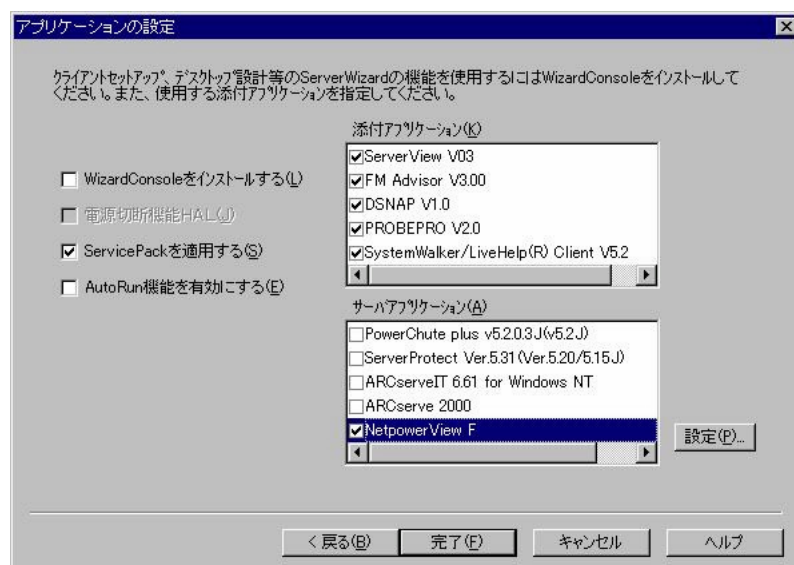 アプリケーションの設定
クライアントセットアップ、デスクトップ設計等のServerWizardの機能を使用するにはWizardConsoleをインストールして
ください。また、使用する添付アプリケーションを指定してください。
添付アプリケーション(K)
ServerView V03
FM Advisor V3.00
DSNAP V1.0
PROBEPRO V2.0
SystemWalker/LiveHelp(R) Client V5.2
WizardConsoleをインストールする(L)
電源切断機能HAL(J)
ServicePackを適用する(S)
AutoRun機能を有効にする(E)
サーバアプリケーション(A)
PowerChute plus v5.2.0.3J(v5.2J)
ServerProtect Ver.5.31(Ver.5.20/5.15J)
ARCserveIT 6.61 for Windows NT
ARCserve 2000
NetpowerView F
設定(P)...
< 戻る(B)
完了(F)
キャンセル
ヘルプ